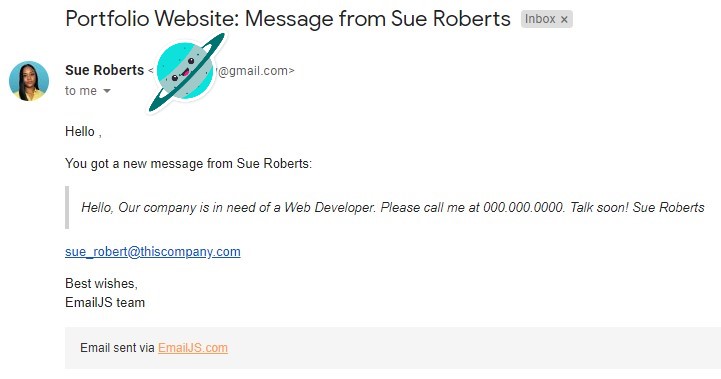 Portfolio Website: Message from Sue Roberts Inbox x
Sue Roberts < @gmail.com>
to me
Hello ,
You got a new message from Sue Roberts:
Hello, Our company is in need of a Web Developer. Please call me at 000.000.0000. Talk soon! Sue Roberts
sue_robert@thiscompany.com
Best wishes,
EmailJS team
Email sent via EmailJS.com